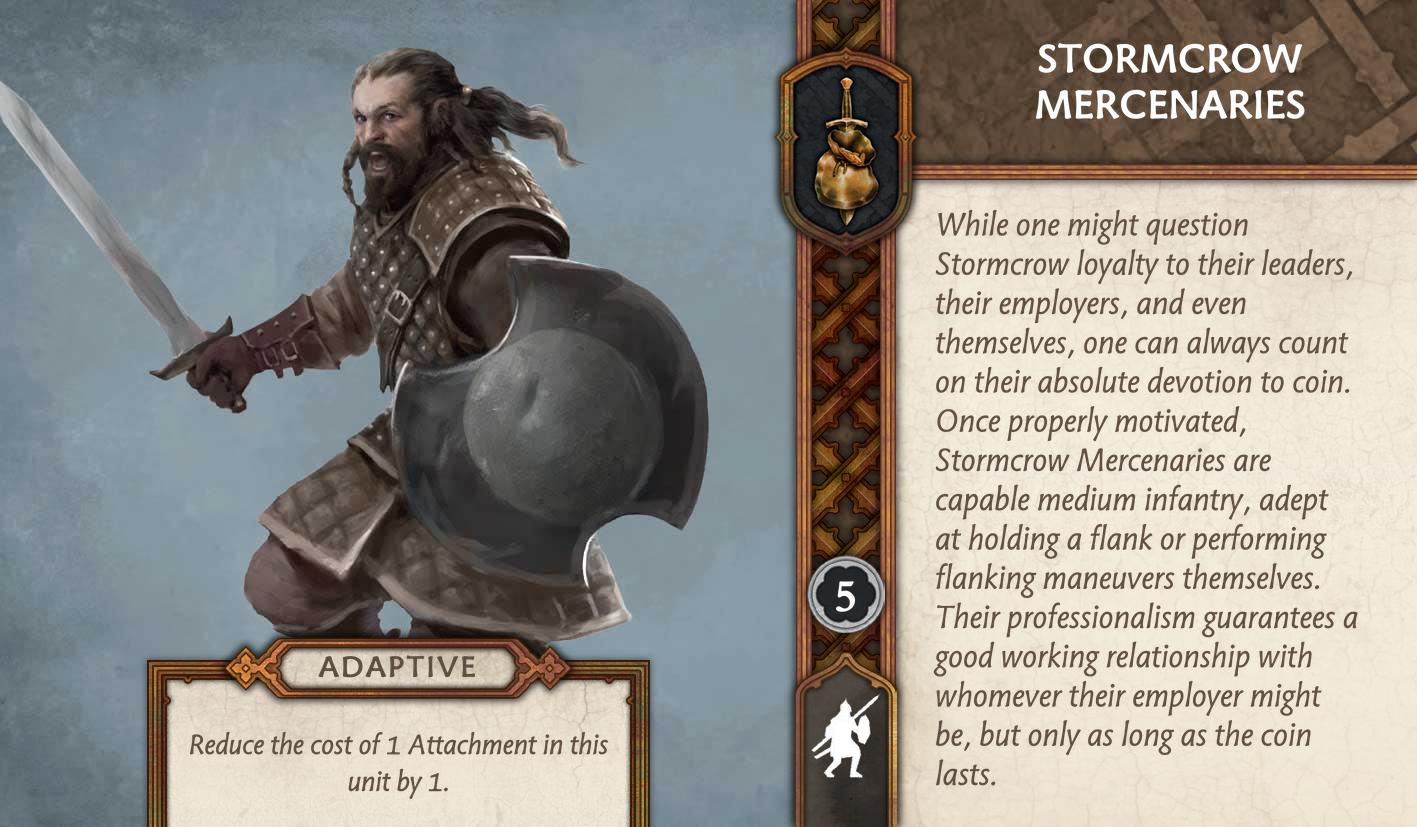 STORMCROW
MERCENARIES
While one might question
Stormcrow loyalty to their leaders,
their employers, and even
themselves, one can always count
on their absolute devotion to coin.
Once properly motivated,
Stormcrow Mercenaries are
capable medium infantry, adept
at holding a flank or performing
flanking maneuvers themselves.
Their professionalism guarantees a
good working relationship with
whomever their employer might
be, but only as long as the coin
lasts.
5
ADAPTIVE
Reduce the cost of 1 Attachment in this
unit by 1.